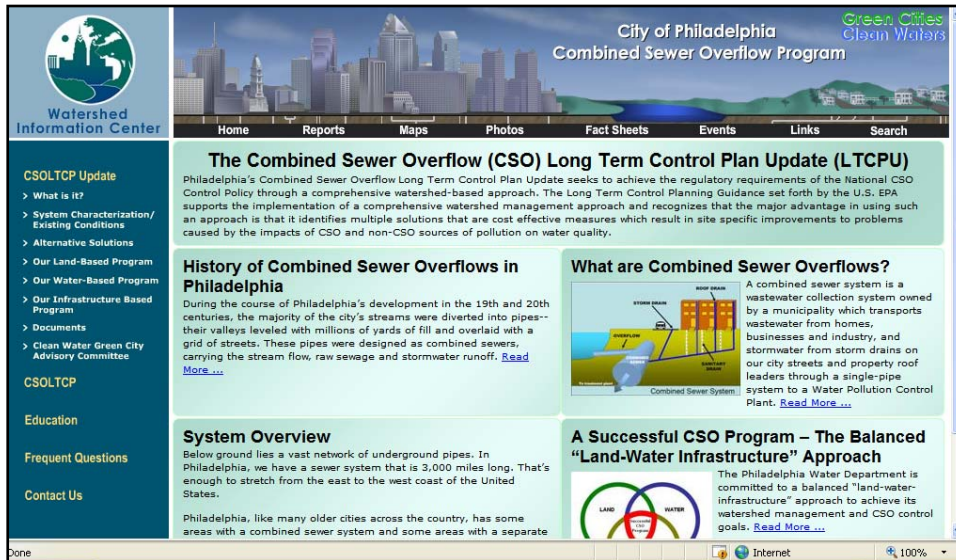 Watershed
Information Center
City of Philadelphia
Combined Sewer Overflow Program
Green Cities
Clean Waters
Home Reports Maps Photos Fact Sheets Events Links Search
CSOLTCP Update
> What is it?
> System Characterization/
Existing Conditions
> Alternative Solutions
> Our Land-Based Program
> Our Water-Based Program
> Our Infrastructure Based
Program
> Documents
> Clean Water Green City
Advisory Committee
CSOLTCP
Education
Frequent Questions
Contact Us
The Combined Sewer Overflow (CSO) Long Term Control Plan Update (LTCPU)
Philadelphia's Combined Sewer Overflow Long Term Control Plan Update seeks to achieve the regulatory requirements of the National CSO
Control Policy through a comprehensive watershed-based approach. The Long Term Control Planning Guidance set forth by the U.S. EPA
supports the implementation of a comprehensive watershed management approach and recognizes that the major advantage in using such
an approach is that it identifies multiple solutions that are cost effective measures which result in site specific improvements to problems
caused by the impacts of CSO and non-CSO sources of pollution on water quality.
History of Combined Sewer Overflows in
Philadelphia
During the course of Philadelphia's development in the 19th and 20th
centuries, the majority of the city's streams were diverted into pipes--
their valleys leveled with millions of yards of fill and overlaid with a
grid of streets. These pipes were designed as combined sewers,
carrying the stream flow, raw sewage and stormwater runoff. Read
More ...
What are Combined Sewer Overflows?
ROOF DRAIN
STORM DRAIN
OVERFLOW
SANITARY
DRAIN
Combined Sewer System
A combined sewer system is a
wastewater collection system owned
by a municipality which transports
wastewater from homes,
businesses and industry, and
stormwater from storm drains on
our city streets and property roof
leaders through a single-pipe
system to a Water Pollution Control
Plant. Read More ...
System Overview
Below ground lies a vast network of underground pipes. In
Philadelphia, we have a sewer system that is 3,000 miles long. That's
enough to stretch from the east to the west coast of the United
States.
Philadelphia, like many older cities across the country, has some
areas with a combined sewer system and some areas with a separate
A Successful CSO Program – The Balanced
"Land-Water Infrastructure" Approach
LAND
WATER
Successful
CSO
Program
The Philadelphia Water Department is
committed to a balanced "land-water-
infrastructure" approach to achieve its
watershed management and CSO control
goals. Read More ...
Done
Internet
100%